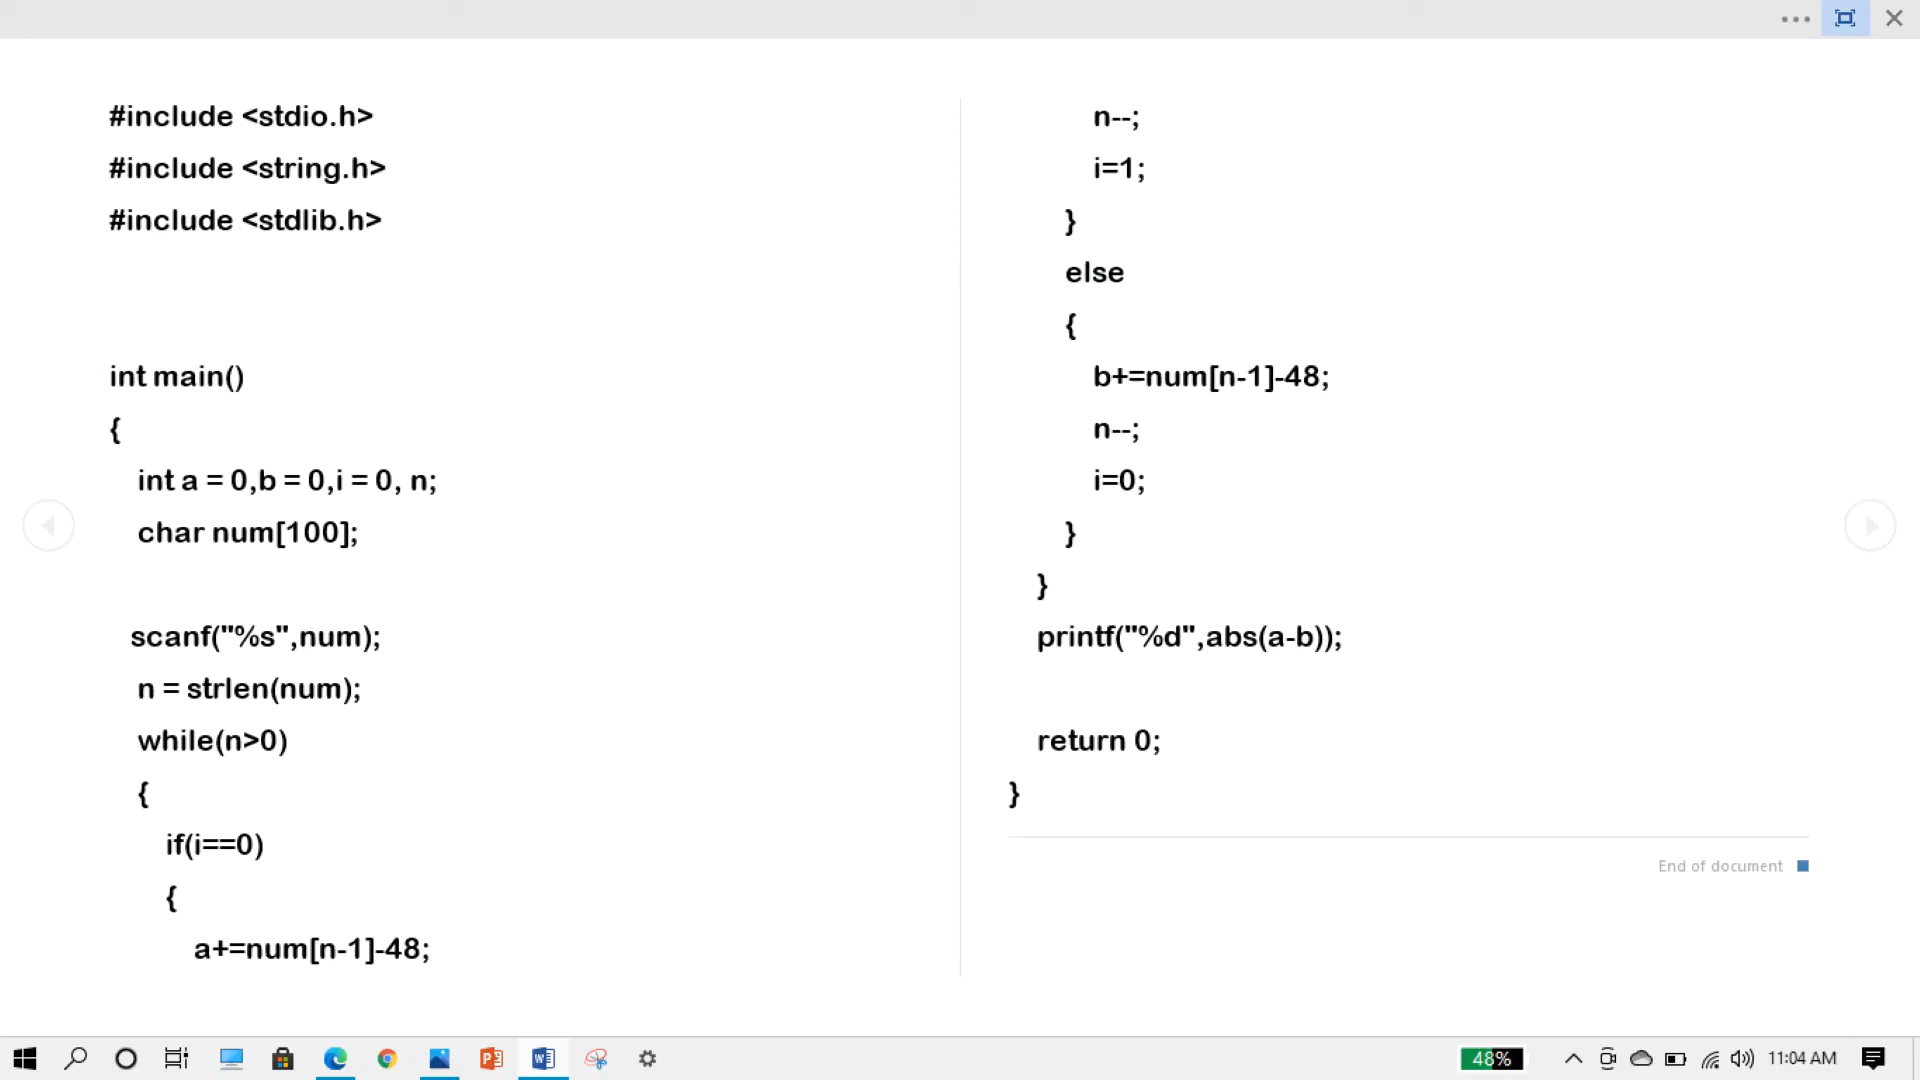 #include <stdio.h>
#include <string.h>
#include <stdlib.h>
int main()
{
int a = 0,b = 0,i = 0, n;
char num[100];
scanf("%s",num);
n = strlen(num);
while(n>0)
{
if(i==0)
{
a+=num[n-1]-48;
n--;
i=1;
}
else
{
b+=num[n-1]-48;
n--;
i=0;
}
}
printf("%d",abs(a-b));
return 0;
}
End of document
48%
11:04 AM